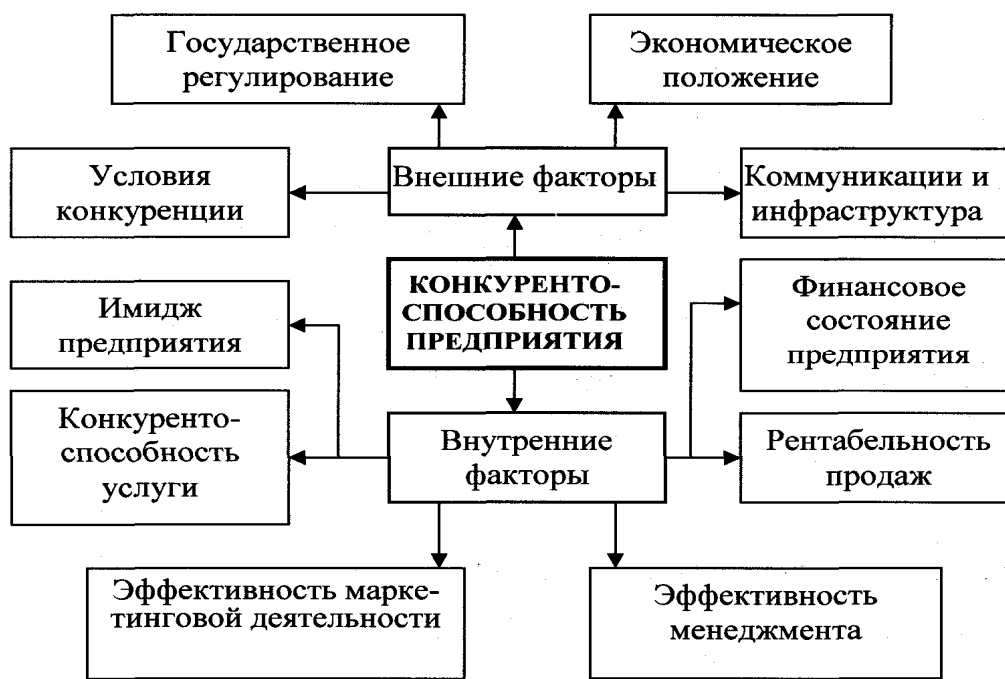 Государственное
регулирование
Экономическое
положение
Условия
конкуренции
Внешние факторы
Коммуникации и
инфраструктура
КОНКУРЕНТО-
СПОСОБНОСТЬ
ПРЕДПРИЯТИЯ
Имидж
предприятия
Финансовое
состояние
предприятия
Конкуренто-
способность
услуги
Внутренние
факторы
Рентабельность
продаж
Эффективность марке-
тинговой деятельности
Эффективность
менеджмента